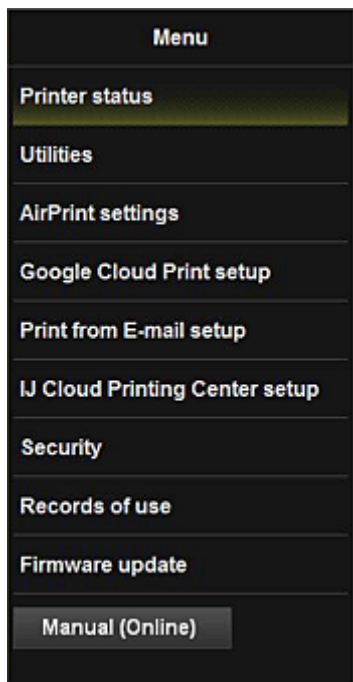 Menu
Printer status
Utilities
AirPrint settings
Google Cloud Print setup
Print from E-mail setup
IJ Cloud Printing Center setup
Security
Records of use
Firmware update
Manual (Online)